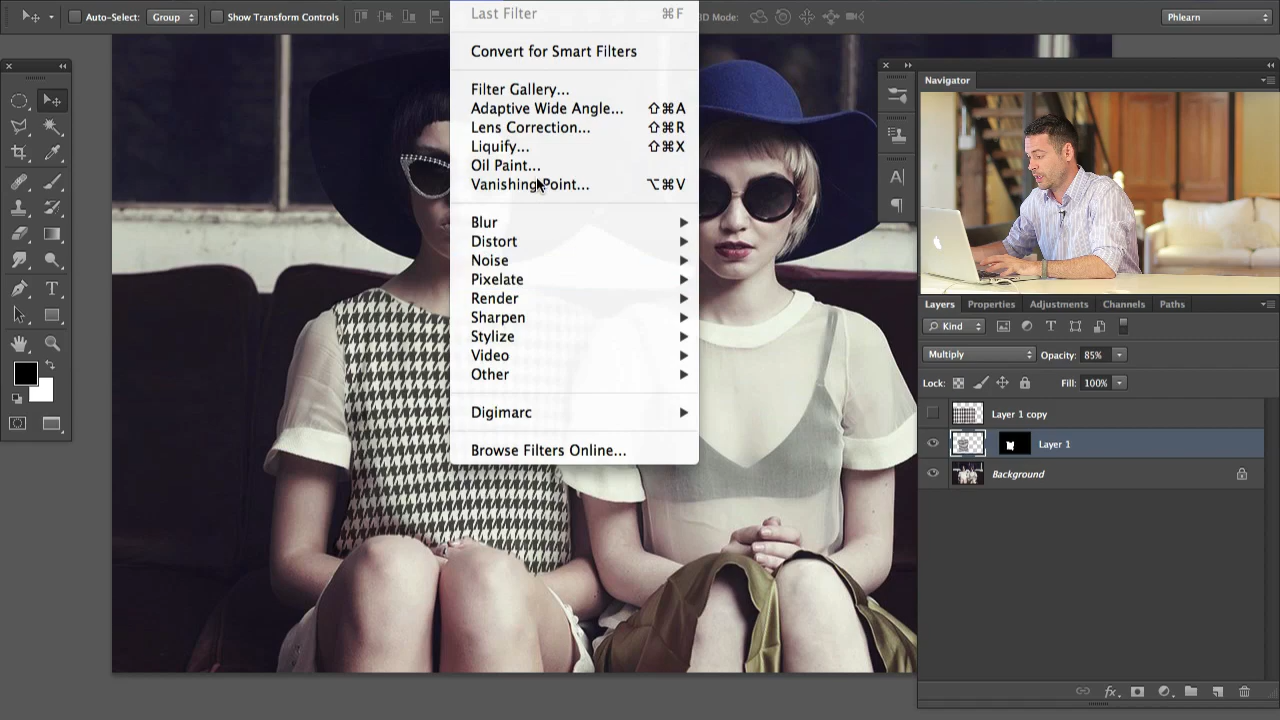 Auto-Select:
Group
Show Transform Controls
3D Mode:
Phlearn
Last Filter ⌘F
Convert for Smart Filters
Filter Gallery...
Adaptive Wide Angle... ⇧⌘A
Lens Correction... ⇧⌘R
Liquify... ⇧⌘X
Oil Paint...
Vanishing Point... ⌥⌘V
Blur
Distort
Noise
Pixelate
Render
Sharpen
Stylize
Video
Other
Digimarc
Browse Filters Online...
Navigator
Layers Properties Adjustments Channels Paths
Kind
Multiply Opacity: 85%
Lock: Fill: 100%
Layer 1 copy
Layer 1
Background